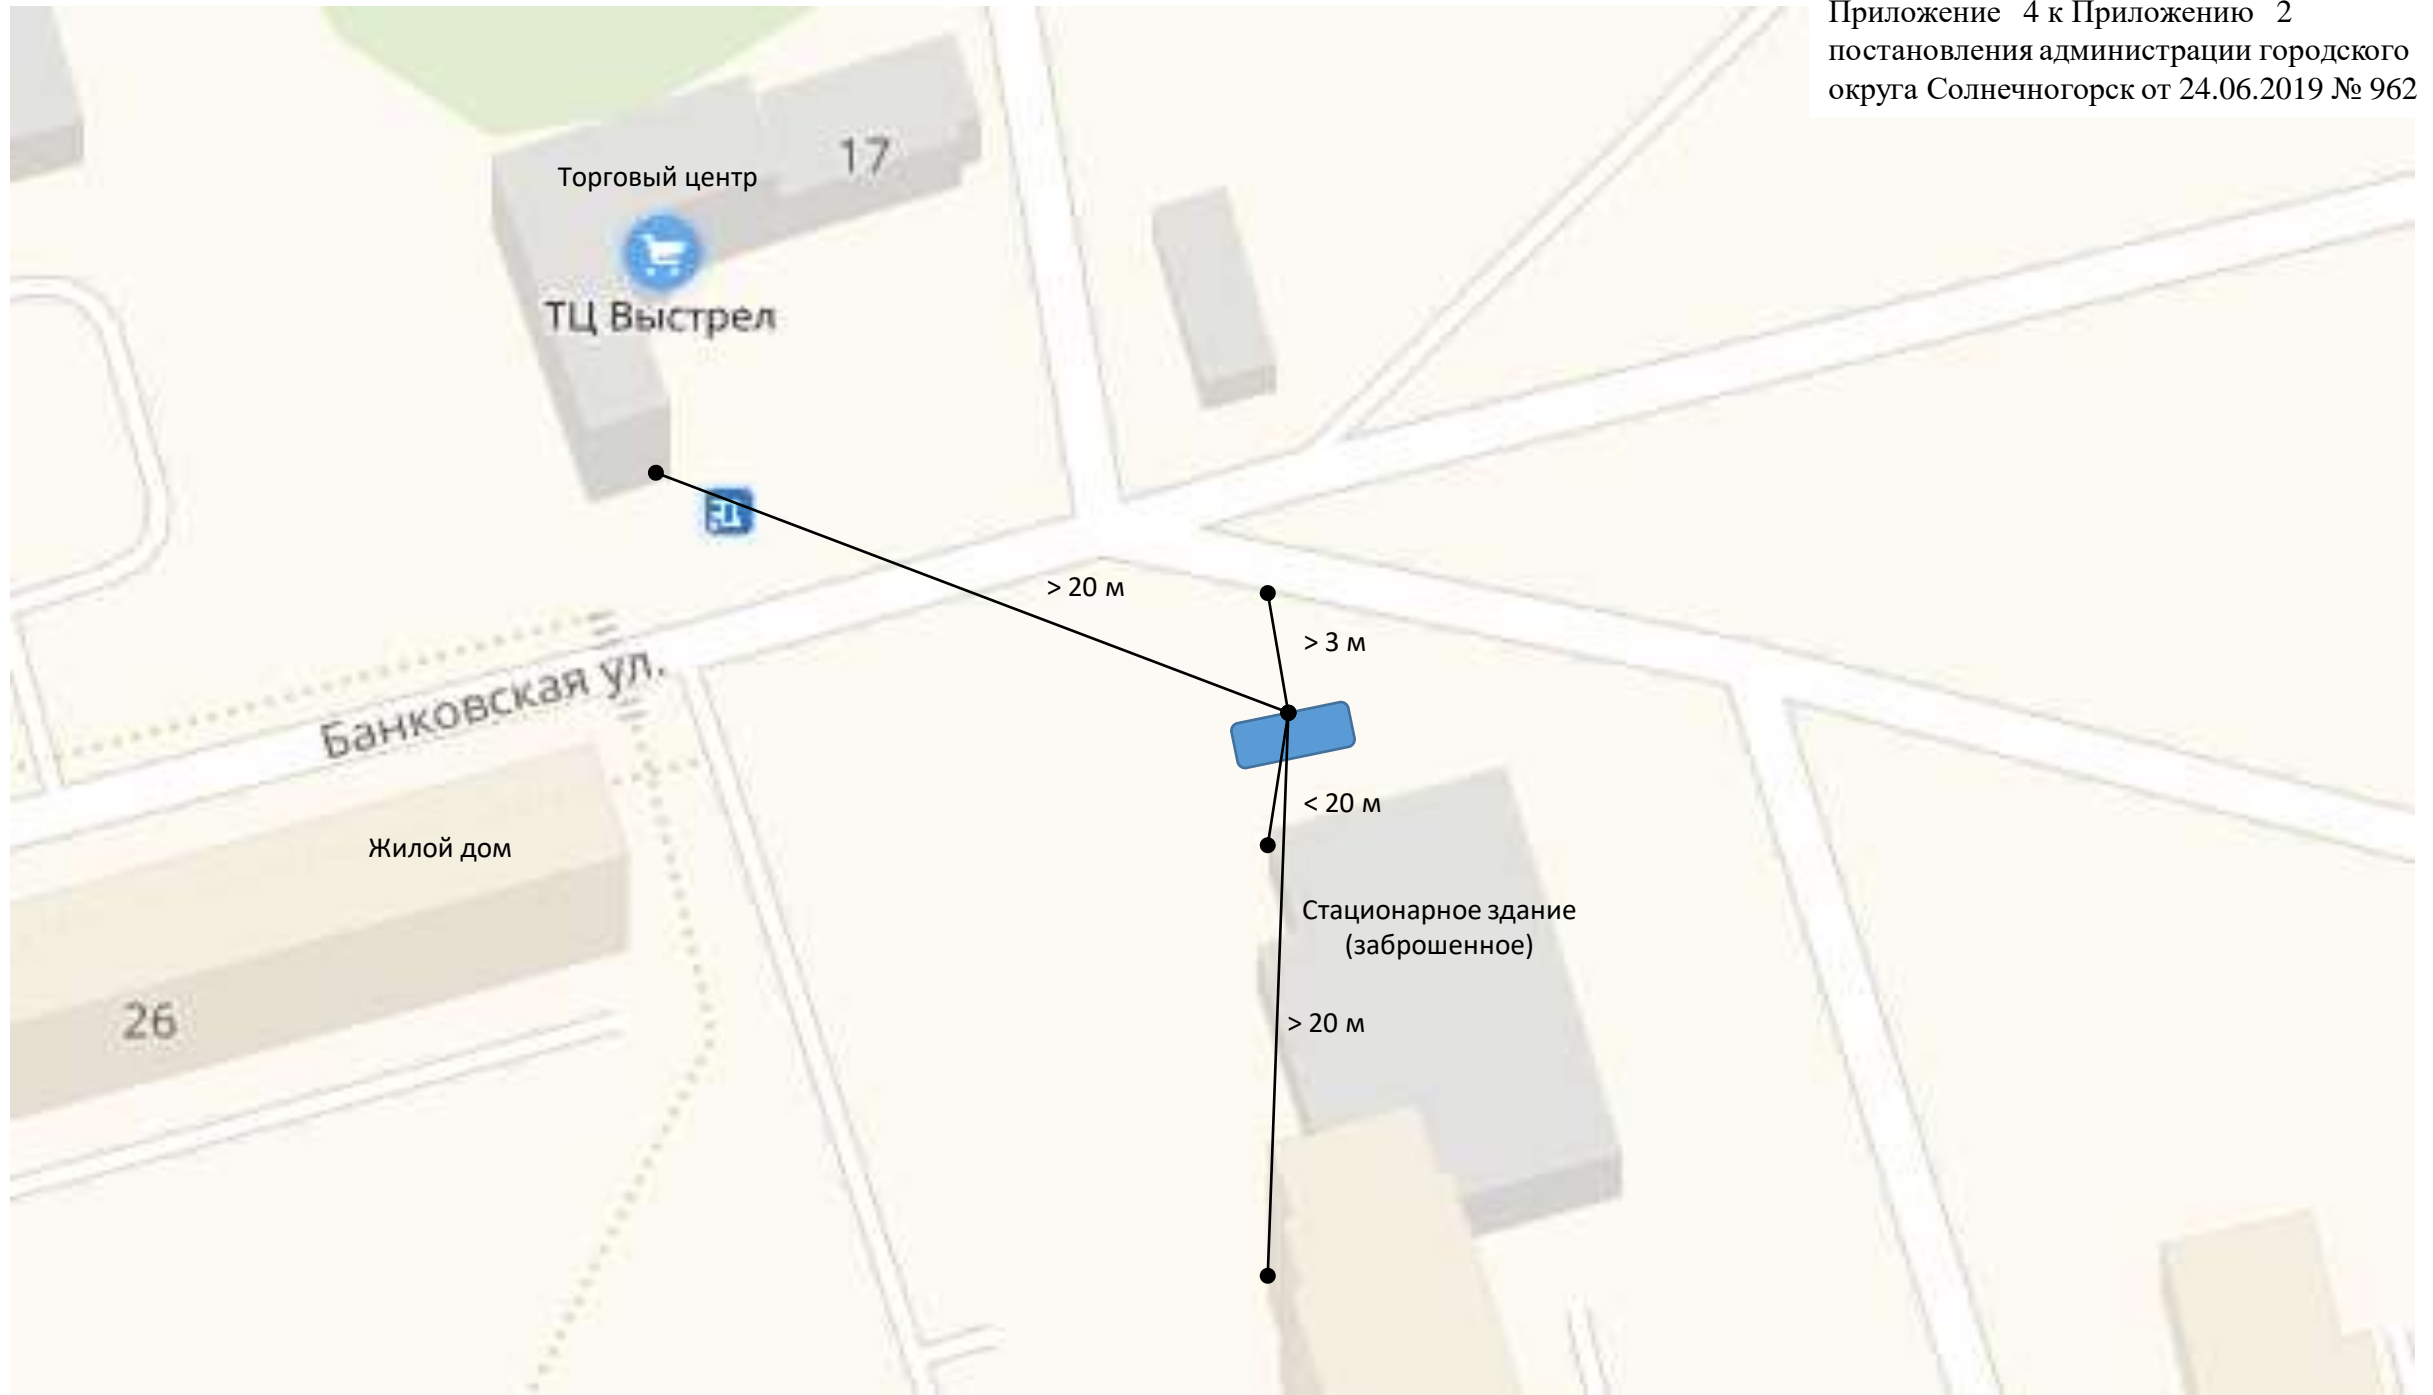 Приложение 4 к Приложению 2
постановления администрации городского
округа Солнечногорск от 24.06.2019 № 962
17
Торговый центр
ТЦ Выстрел
> 20 м
> 3 м
Банковская ул.
< 20 м
Жилой дом
Стационарное здание
(заброшенное)
26
> 20 м